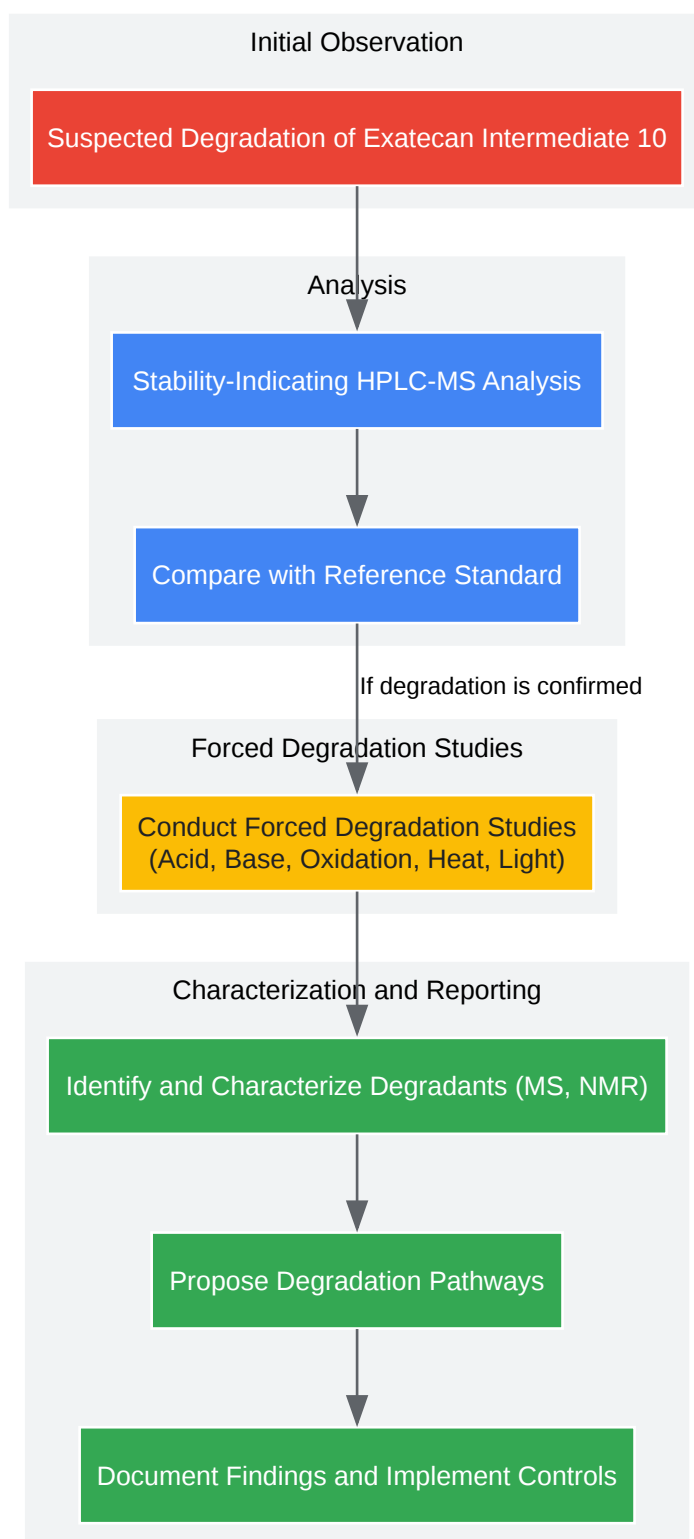 Initial Observation
Suspected Degradation of Exatecan Intermediate 10
Analysis
Stability-Indicating HPLC-MS Analysis
Compare with Reference Standard
If degradation is confirmed
Forced Degradation Studies
Conduct Forced Degradation Studies
(Acid, Base, Oxidation, Heat, Light)
Characterization and Reporting
Identify and Characterize Degradants (MS, NMR)
Propose Degradation Pathways
Document Findings and Implement Controls